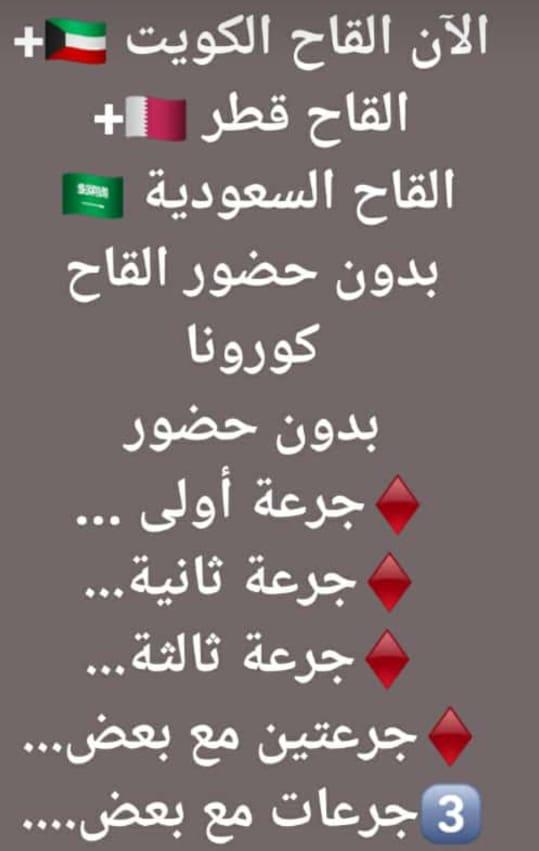 الآن القاح الكويت 🇰🇼+
القاح قطر 🇶🇦+
القاح السعودية 🇸🇦
بدون حضور القاح
كورونا
بدون حضور
♦️جرعة أولى ...
♦️جرعة ثانية...
♦️جرعة ثالثة...
♦️جرعتين مع بعض...
3️⃣جرعات مع بعض....